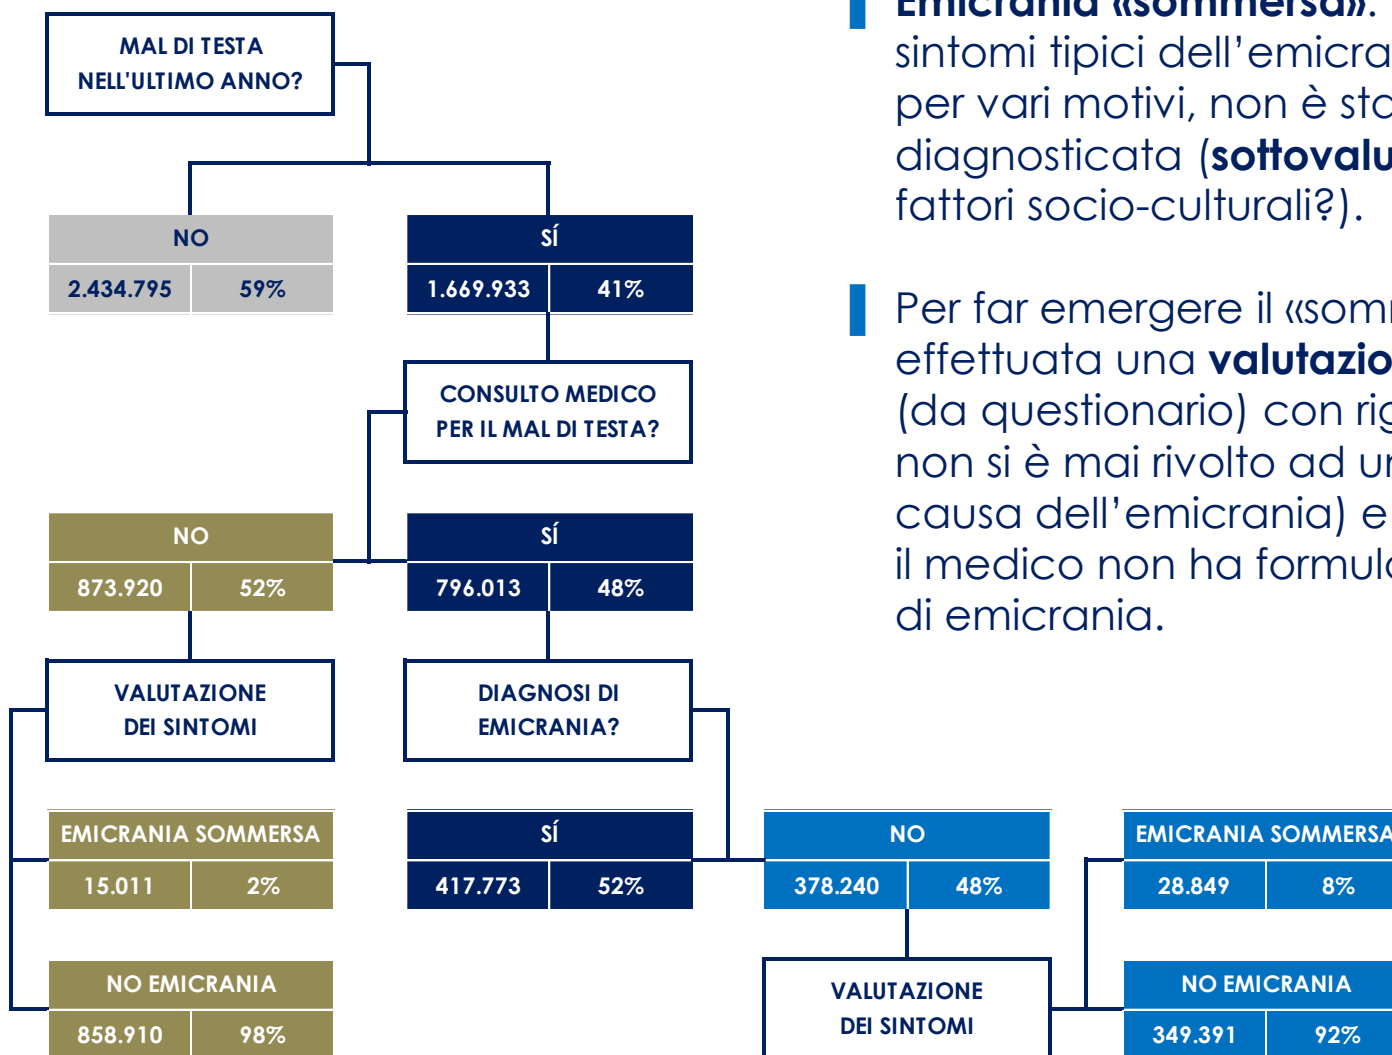 MAL DI TESTA
NELL'ULTIMO ANNO?
NO
2.434.795 59%
SÍ
1.669.933 41%
CONSULTO MEDICO
PER IL MAL DI TESTA?
NO
873.920 52%
SÍ
796.013 48%
VALUTAZIONE
DEI SINTOMI
DIAGNOSI DI
EMICRANIA?
EMICRANIA SOMMERSA
15.011 2%
SÍ
417.773 52%
NO
378.240 48%
EMICRANIA SOMMERSA
28.849 8%
NO EMICRANIA
858.910 98%
VALUTAZIONE
DEI SINTOMI
NO EMICRANIA
349.391 92%
Emicrania «sommersa».
sintomi tipici dell'emicra
per vari motivi, non è sta
diagnosticata (sottovalu
fattori socio-culturali?).
Per far emergere il «somm
effettuata una valutazio
(da questionario) con rig
non si è mai rivolto ad un
causa dell'emicrania) e
il medico non ha formula
di emicrania.